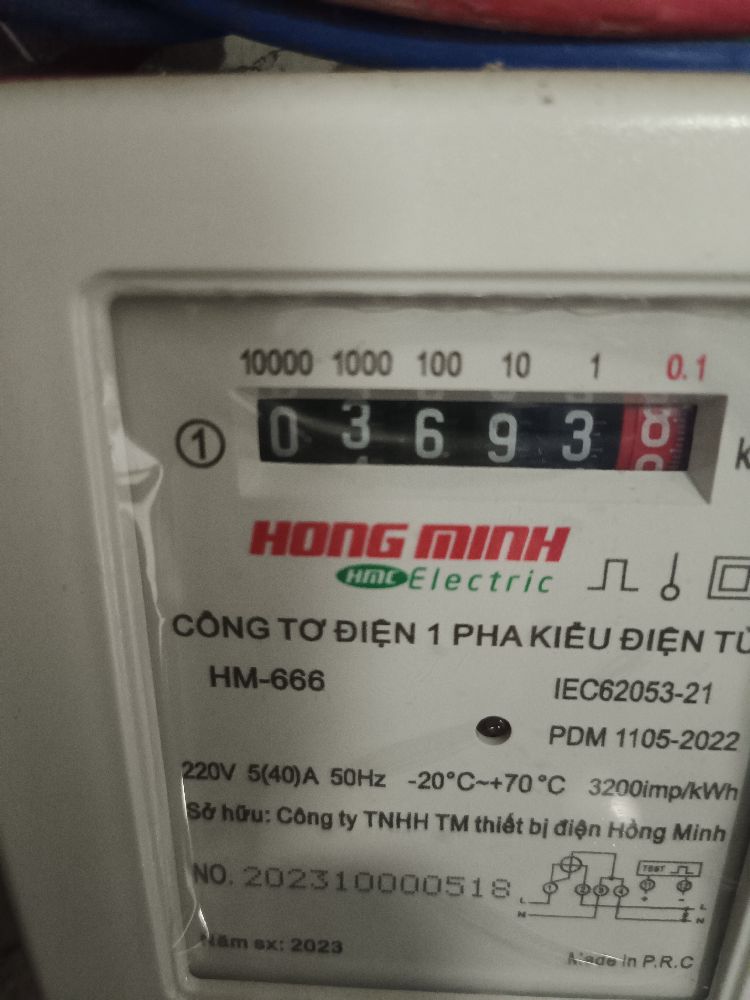 10000 1000 100 10 1 0.1
1 0 3 6 9 3 8 k
HONG MINH
HMC Electric
CÔNG TƠ ĐIỆN 1 PHA KIỂU ĐIỆN TỬ
HM-666 IEC62053-21
PDM 1105-2022
220V 5(40)A 50Hz -20°C~+70°C 3200imp/kWh
Sở hữu: Công ty TNHH TM thiết bị điện Hồng Minh
NO. 202310000518
TEST
L L
N N
Năm sx: 2023 Made in P.R.C